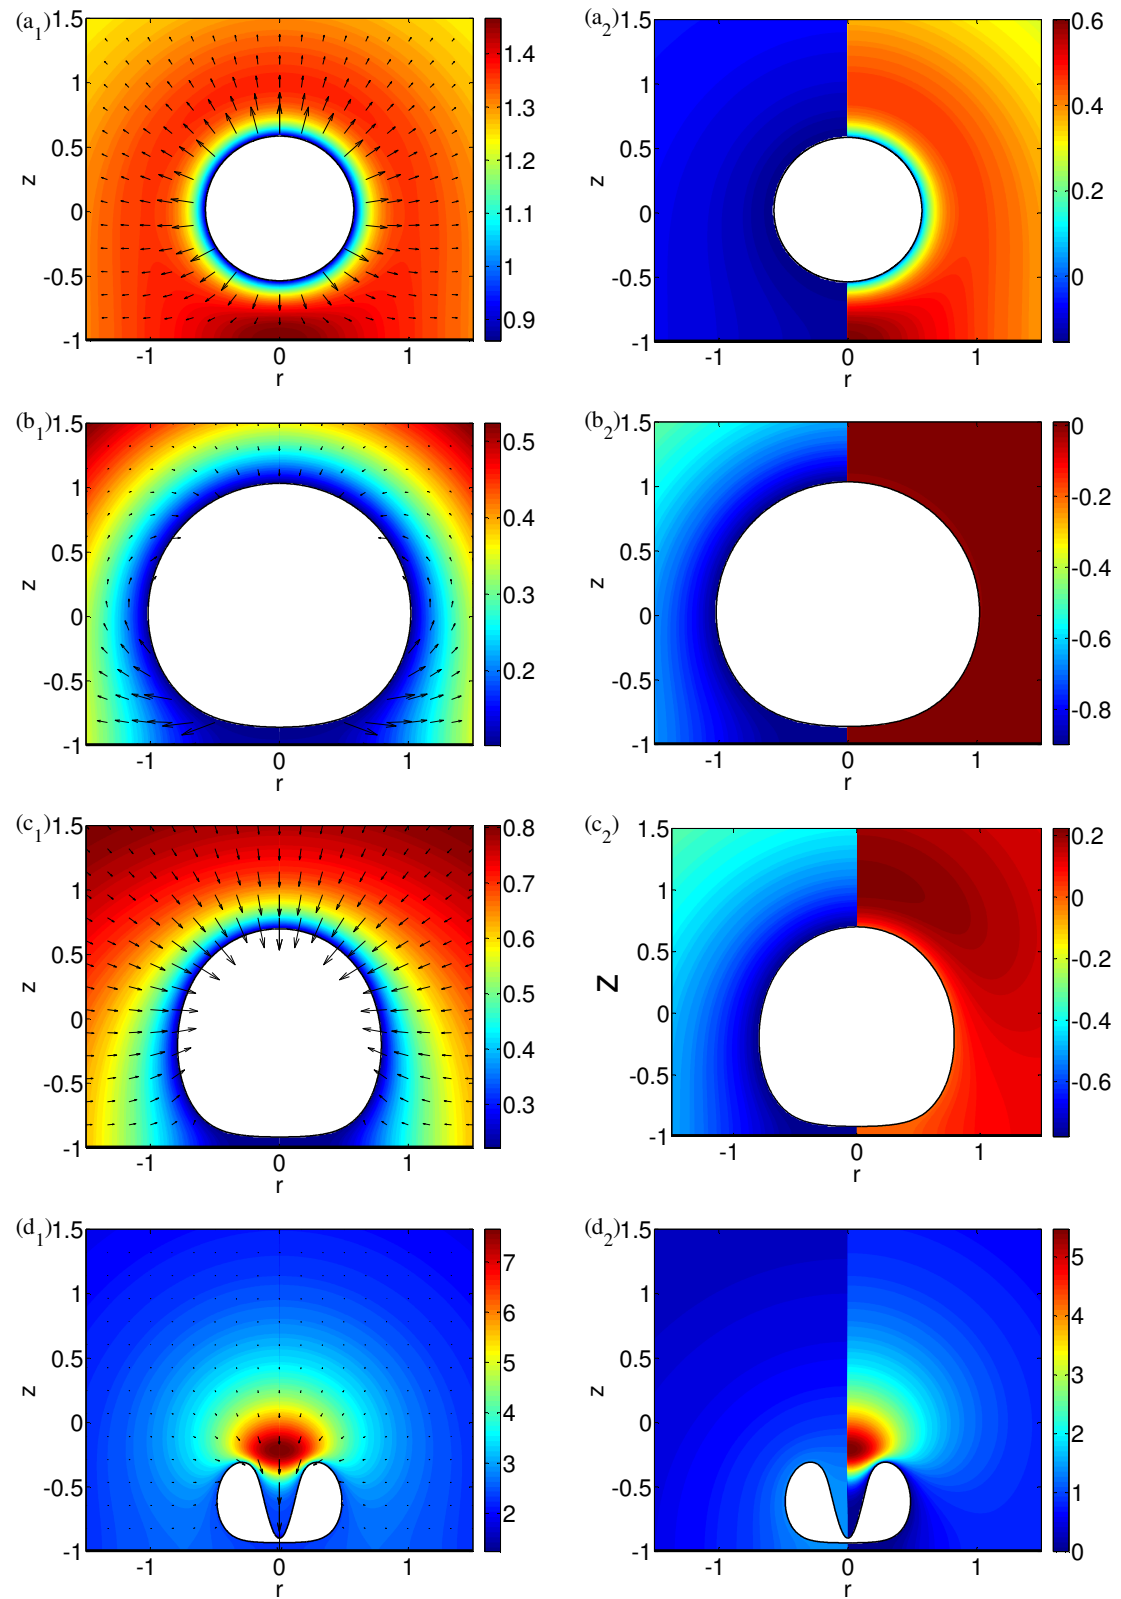 (a1) 1.5 1 0.5 0 -0.5 -1 z -1 0 1 r 1.4 1.3 1.2 1.1 1 0.9
(a2) 1.5 1 0.5 0 -0.5 -1 z -1 0 1 r 0.6 0.4 0.2 0
(b1) 1.5 1 0.5 0 -0.5 -1 z -1 0 1 r 0.5 0.4 0.3 0.2
(b2) 1.5 1 0.5 0 -0.5 -1 z -1 0 1 r 0 -0.2 -0.4 -0.6 -0.8
(c1) 1.5 1 0.5 0 -0.5 -1 z -1 0 1 r 0.8 0.7 0.6 0.5 0.4 0.3
(c2) 1.5 1 0.5 0 -0.5 -1 z -1 0 1 r 0.2 0 -0.2 -0.4 -0.6
(d1) 1.5 1 0.5 0 -0.5 -1 z -1 0 1 r 7 6 5 4 3 2
(d2) 1.5 1 0.5 0 -0.5 -1 z -1 0 1 r 5 4 3 2 1 0